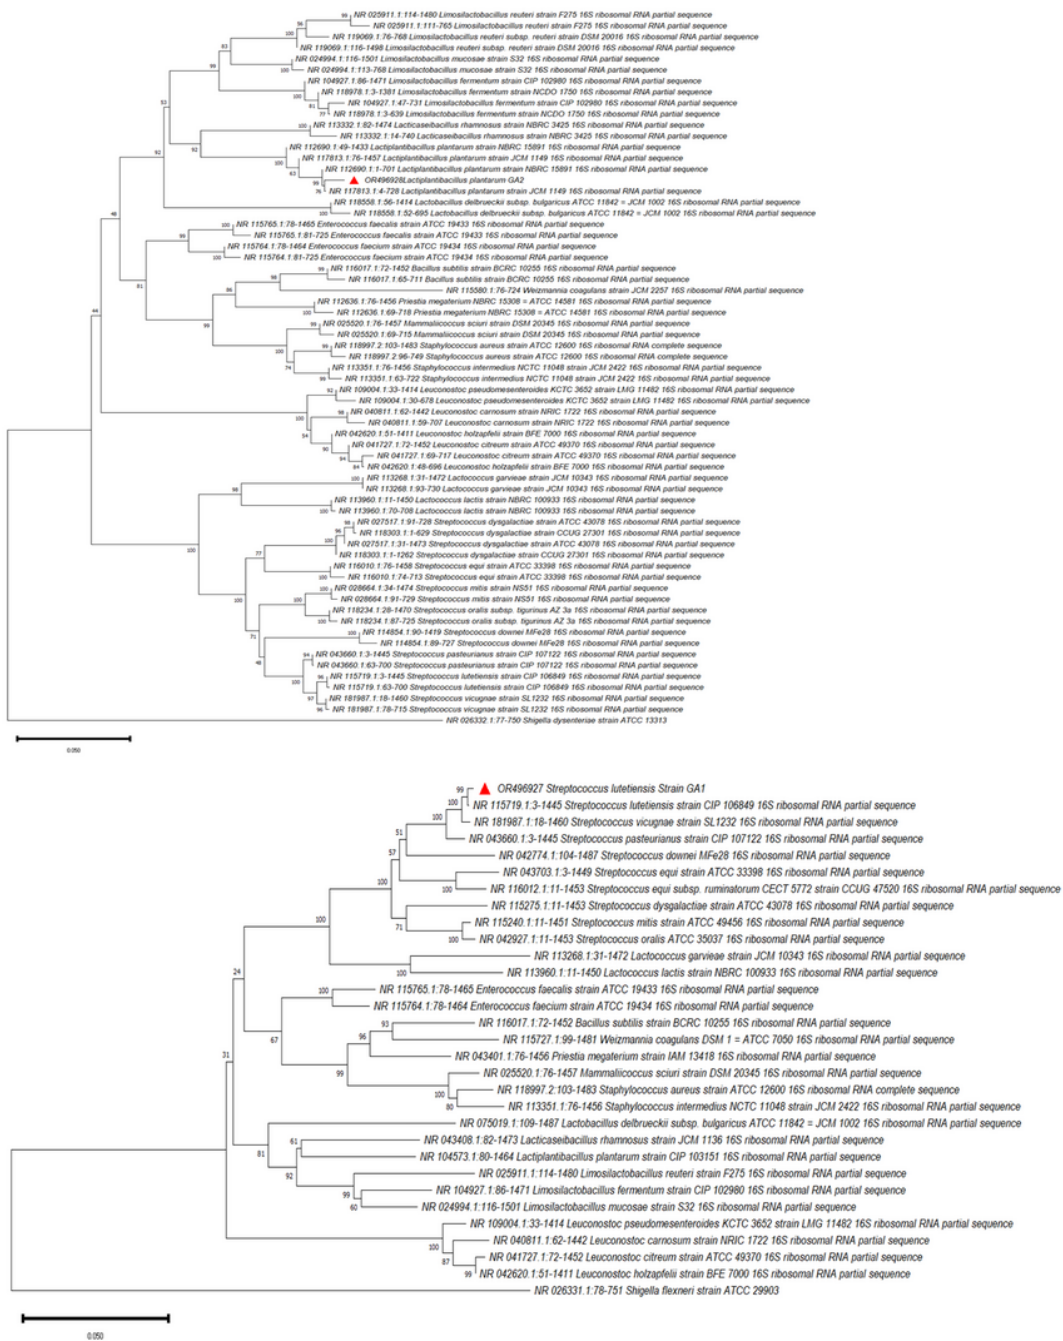 NR 025911.1:114-1480 Limosilactobacillus reuteri strain F275 16S ribosomal RNA partial sequence
NR 025911.1:111-765 Limosilactobacillus reuteri strain F275 16S ribosomal RNA partial sequence
NR 119069.1:76-768 Limosilactobacillus reuteri subsp. reuteri strain DSM 20016 16S ribosomal RNA partial sequence
NR 119069.1:116-1498 Limosilactobacillus reuteri subsp. reuteri strain DSM 20016 16S ribosomal RNA partial sequence
NR 024994.1:116-1501 Limosilactobacillus mucosae strain S32 16S ribosomal RNA partial sequence
NR 024994.1:113-768 Limosilactobacillus mucosae strain S32 16S ribosomal RNA partial sequence
NR 104927.1:86-1471 Limosilactobacillus fermentum strain CIP 102980 16S ribosomal RNA partial sequence
NR 118978.1:3-1381 Limosilactobacillus fermentum strain NCDO 1750 16S ribosomal RNA partial sequence
NR 104927.1:47-731 Limosilactobacillus fermentum strain CIP 102980 16S ribosomal RNA partial sequence
NR 118978.1:3-639 Limosilactobacillus fermentum strain NCDO 1750 16S ribosomal RNA partial sequence
NR 113332.1:82-1474 Lacticaseibacillus rhamnosus strain NBRC 3425 16S ribosomal RNA partial sequence
NR 113332.1:14-740 Lacticaseibacillus rhamnosus strain NBRC 3425 16S ribosomal RNA partial sequence
NR 112690.1:49-1433 Lactiplantibacillus plantarum strain NBRC 15891 16S ribosomal RNA partial sequence
NR 117813.1:76-1457 Lactiplantibacillus plantarum strain JCM 1149 16S ribosomal RNA partial sequence
NR 112690.1:1-701 Lactiplantibacillus plantarum strain NBRC 15891 16S ribosomal RNA partial sequence
OR496928Lactiplantibacillus plantarum GA2
NR 117813.1:4-728 Lactiplantibacillus plantarum strain JCM 1149 16S ribosomal RNA partial sequence
NR 118558.1:56-1414 Lactobacillus delbrueckii subsp. bulgaricus ATCC 11842 = JCM 1002 16S ribosomal RNA partial sequence
NR 118558.1:52-695 Lactobacillus delbrueckii subsp. bulgaricus ATCC 11842 = JCM 1002 16S ribosomal RNA partial sequence
NR 115765.1:78-1465 Enterococcus faecalis strain ATCC 19433 16S ribosomal RNA partial sequence
NR 115765.1:81-725 Enterococcus faecalis strain ATCC 19433 16S ribosomal RNA partial sequence
NR 115764.1:78-1464 Enterococcus faecium strain ATCC 19434 16S ribosomal RNA partial sequence
NR 115764.1:81-725 Enterococcus faecium strain ATCC 19434 16S ribosomal RNA partial sequence
NR 116017.1:72-1452 Bacillus subtilis strain BCRC 10255 16S ribosomal RNA partial sequence
NR 116017.1:65-711 Bacillus subtilis strain BCRC 10255 16S ribosomal RNA partial sequence
NR 115580.1:76-724 Weizmannia coagulans strain JCM 2257 16S ribosomal RNA partial sequence
NR 112636.1:76-1456 Priestia megaterium NBRC 15308 = ATCC 14581 16S ribosomal RNA partial sequence
NR 112636.1:69-718 Priestia megaterium NBRC 15308 = ATCC 14581 16S ribosomal RNA partial sequence
NR 025520.1:76-1457 Mammaliicoccus sciuri strain DSM 20345 16S ribosomal RNA partial sequence
NR 025520.1:69-715 Mammaliicoccus sciuri strain DSM 20345 16S ribosomal RNA partial sequence
NR 118997.2:103-1483 Staphylococcus aureus strain ATCC 12600 16S ribosomal RNA complete sequence
NR 118997.2:96-749 Staphylococcus aureus strain ATCC 12600 16S ribosomal RNA complete sequence
NR 113351.1:76-1456 Staphylococcus intermedius NCTC 11048 strain JCM 2422 16S ribosomal RNA partial sequence
NR 113351.1:63-722 Staphylococcus intermedius NCTC 11048 strain JCM 2422 16S ribosomal RNA partial sequence
NR 109004.1:33-1414 Leuconostoc pseudomesenteroides KCTC 3652 strain LMG 11482 16S ribosomal RNA partial sequence
NR 109004.1:30-678 Leuconostoc pseudomesenteroides KCTC 3652 strain LMG 11482 16S ribosomal RNA partial sequence
NR 040811.1:62-1442 Leuconostoc carnosum strain NRIC 1722 16S ribosomal RNA partial sequence
NR 040811.1:59-707 Leuconostoc carnosum strain NRIC 1722 16S ribosomal RNA partial sequence
NR 042620.1:51-1411 Leuconostoc holzapfelii strain BFE 7000 16S ribosomal RNA partial sequence
NR 041727.1:72-1452 Leuconostoc citreum strain ATCC 49370 16S ribosomal RNA partial sequence
NR 041727.1:69-717 Leuconostoc citreum strain ATCC 49370 16S ribosomal RNA partial sequence
NR 042620.1:48-696 Leuconostoc holzapfelii strain BFE 7000 16S ribosomal RNA partial sequence
NR 113268.1:31-1472 Lactococcus garvieae strain JCM 10343 16S ribosomal RNA partial sequence
NR 113268.1:93-730 Lactococcus garvieae strain JCM 10343 16S ribosomal RNA partial sequence
NR 113960.1:11-1450 Lactococcus lactis strain NBRC 100933 16S ribosomal RNA partial sequence
NR 113960.1:70-708 Lactococcus lactis strain NBRC 100933 16S ribosomal RNA partial sequence
NR 027517.1:91-728 Streptococcus dysgalactiae strain ATCC 43078 16S ribosomal RNA partial sequence
NR 118303.1:1-629 Streptococcus dysgalactiae strain CCUG 27301 16S ribosomal RNA partial sequence
NR 027517.1:31-1473 Streptococcus dysgalactiae strain ATCC 43078 16S ribosomal RNA partial sequence
NR 118303.1:1-1262 Streptococcus dysgalactiae strain CCUG 27301 16S ribosomal RNA partial sequence
NR 116010.1:76-1458 Streptococcus equi strain ATCC 33398 16S ribosomal RNA partial sequence
NR 116010.1:74-713 Streptococcus equi strain ATCC 33398 16S ribosomal RNA partial sequence
NR 028664.1:34-1474 Streptococcus mitis strain NS51 16S ribosomal RNA partial sequence
NR 028664.1:91-729 Streptococcus mitis strain NS51 16S ribosomal RNA partial sequence
NR 118234.1:28-1470 Streptococcus oralis subsp. tigurinus AZ 3a 16S ribosomal RNA partial sequence
NR 118234.1:87-725 Streptococcus oralis subsp. tigurinus AZ 3a 16S ribosomal RNA partial sequence
NR 114854.1:90-1419 Streptococcus downei MFe28 16S ribosomal RNA partial sequence
NR 114854.1:89-727 Streptococcus downei MFe28 16S ribosomal RNA partial sequence
NR 043660.1:3-1445 Streptococcus pasteurianus strain CIP 107122 16S ribosomal RNA partial sequence
NR 043660.1:63-700 Streptococcus pasteurianus strain CIP 107122 16S ribosomal RNA partial sequence
NR 115719.1:3-1445 Streptococcus lutetiensis strain CIP 106849 16S ribosomal RNA partial sequence
NR 115719.1:63-700 Streptococcus lutetiensis strain CIP 106849 16S ribosomal RNA partial sequence
NR 181987.1:18-1460 Streptococcus vicugnae strain SL1232 16S ribosomal RNA partial sequence
NR 181987.1:78-715 Streptococcus vicugnae strain SL1232 16S ribosomal RNA partial sequence
NR 026332.1:77-750 Shigella dysenteriae strain ATCC 13313
0.050
OR496927 Streptococcus lutetiensis Strain GA1
NR 115719.1:3-1445 Streptococcus lutetiensis strain CIP 106849 16S ribosomal RNA partial sequence
NR 181987.1:18-1460 Streptococcus vicugnae strain SL1232 16S ribosomal RNA partial sequence
NR 043660.1:3-1445 Streptococcus pasteurianus strain CIP 107122 16S ribosomal RNA partial sequence
NR 042774.1:104-1487 Streptococcus downei MFe28 16S ribosomal RNA partial sequence
NR 043703.1:3-1449 Streptococcus equi strain ATCC 33398 16S ribosomal RNA partial sequence
NR 116012.1:11-1453 Streptococcus equi subsp. ruminatorum CECT 5772 strain CCUG 47520 16S ribosomal RNA partial sequence
NR 115275.1:11-1453 Streptococcus dysgalactiae strain ATCC 43078 16S ribosomal RNA partial sequence
NR 115240.1:11-1451 Streptococcus mitis strain ATCC 49456 16S ribosomal RNA partial sequence
NR 042927.1:11-1453 Streptococcus oralis ATCC 35037 16S ribosomal RNA partial sequence
NR 113268.1:31-1472 Lactococcus garvieae strain JCM 10343 16S ribosomal RNA partial sequence
NR 113960.1:11-1450 Lactococcus lactis strain NBRC 100933 16S ribosomal RNA partial sequence
NR 115765.1:78-1465 Enterococcus faecalis strain ATCC 19433 16S ribosomal RNA partial sequence
NR 115764.1:78-1464 Enterococcus faecium strain ATCC 19434 16S ribosomal RNA partial sequence
NR 116017.1:72-1452 Bacillus subtilis strain BCRC 10255 16S ribosomal RNA partial sequence
NR 115727.1:99-1481 Weizmannia coagulans DSM 1 = ATCC 7050 16S ribosomal RNA partial sequence
NR 043401.1:76-1456 Priestia megaterium strain IAM 13418 16S ribosomal RNA partial sequence
NR 025520.1:76-1457 Mammaliicoccus sciuri strain DSM 20345 16S ribosomal RNA partial sequence
NR 118997.2:103-1483 Staphylococcus aureus strain ATCC 12600 16S ribosomal RNA complete sequence
NR 113351.1:76-1456 Staphylococcus intermedius NCTC 11048 strain JCM 2422 16S ribosomal RNA partial sequence
NR 075019.1:109-1487 Lactobacillus delbrueckii subsp. bulgaricus ATCC 11842 = JCM 1002 16S ribosomal RNA partial sequence
NR 043408.1:82-1473 Lacticaseibacillus rhamnosus strain JCM 1136 16S ribosomal RNA partial sequence
NR 104573.1:80-1464 Lactiplantibacillus plantarum strain CIP 103151 16S ribosomal RNA partial sequence
NR 025911.1:114-1480 Limosilactobacillus reuteri strain F275 16S ribosomal RNA partial sequence
NR 104927.1:86-1471 Limosilactobacillus fermentum strain CIP 102980 16S ribosomal RNA partial sequence
NR 024994.1:116-1501 Limosilactobacillus mucosae strain S32 16S ribosomal RNA partial sequence
NR 109004.1:33-1414 Leuconostoc pseudomesenteroides KCTC 3652 strain LMG 11482 16S ribosomal RNA partial sequence
NR 040811.1:62-1442 Leuconostoc carnosum strain NRIC 1722 16S ribosomal RNA partial sequence
NR 041727.1:72-1452 Leuconostoc citreum strain ATCC 49370 16S ribosomal RNA partial sequence
NR 042620.1:51-1411 Leuconostoc holzapfelii strain BFE 7000 16S ribosomal RNA partial sequence
NR 026331.1:78-751 Shigella flexneri strain ATCC 29903
0.050